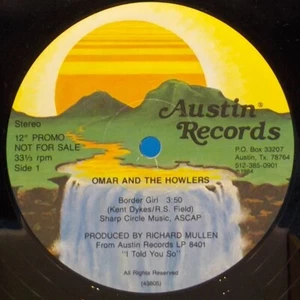 Stereo
12" PROMO
NOT FOR SALE
33⅓ rpm
Side 1
Austin®
Records
P.O. Box 33207
Austin, Tx. 78764
512-385-0901
© 1984
OMAR AND THE HOWLERS
Border Girl 3:50
(Kent Dykes/R.S. Field)
Sharp Circle Music, ASCAP
PRODUCED BY RICHARD MULLEN
From Austin Records LP 8401
"I Told You So"
All Rights Reserved
(43805)